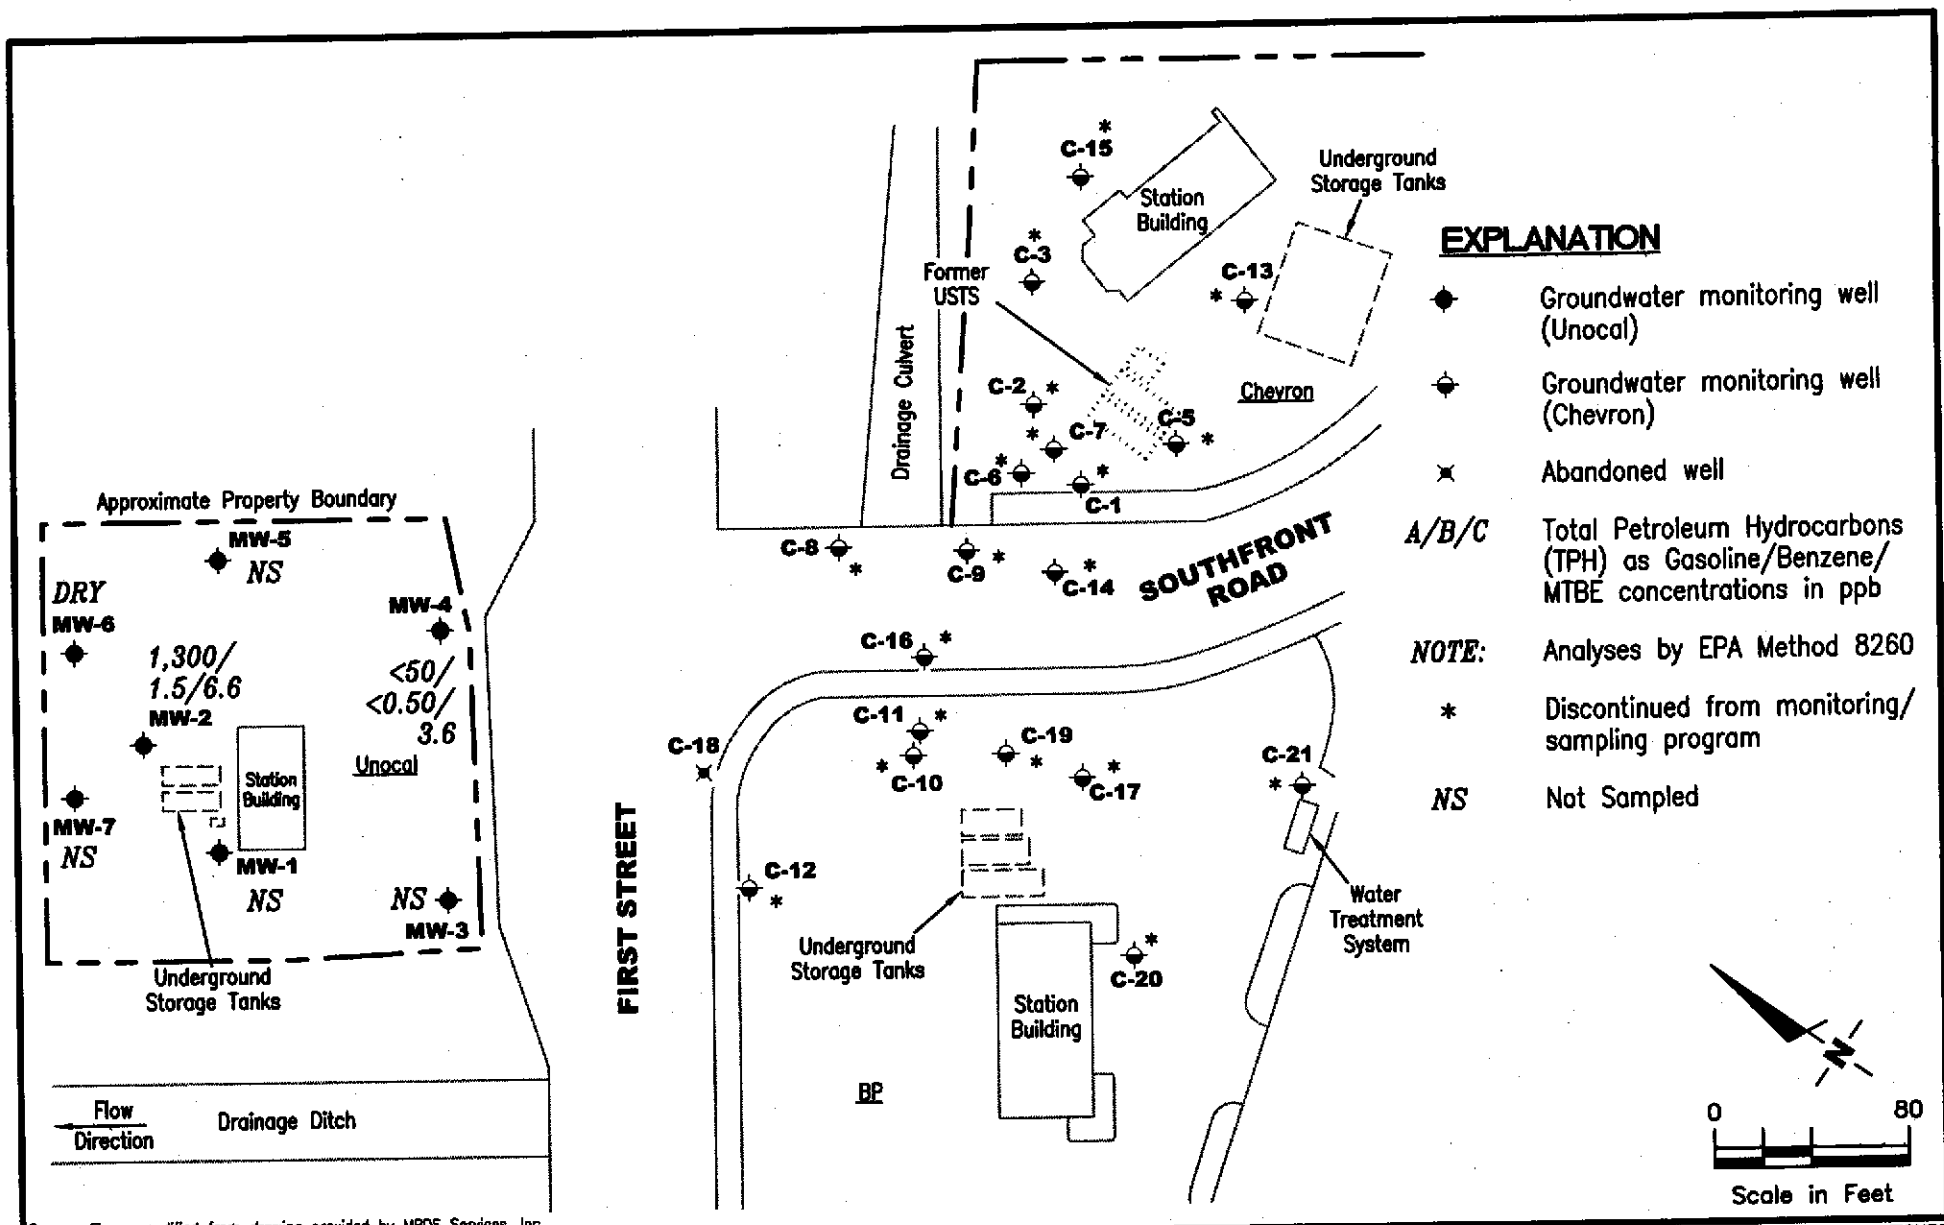 C-15
*
Station
Building
Underground
Storage Tanks
*
C-3
Former
USTS
C-13
*
Drainage Culvert
C-2 *
Chevron
*
C-7
C-5
*
*
C-6
*
C-1
C-8
*
C-9
*
*
C-14
SOUTHFRONT
ROAD
EXPLANATION
Groundwater monitoring well
(Unocal)
Groundwater monitoring well
(Chevron)
Abandoned well
A/B/C Total Petroleum Hydrocarbons
(TPH) as Gasoline/Benzene/
MTBE concentrations in ppb
NOTE: Analyses by EPA Method 8260
* Discontinued from monitoring/
sampling program
NS Not Sampled
Approximate Property Boundary
MW-5
NS
DRY
MW-6
MW-4
1,300/
1.5/6.6
MW-2
<50/
<0.50/
3.6
Station
Building
Unocal
MW-7
NS
MW-1
NS
NS
MW-3
Underground
Storage Tanks
Flow
Direction
Drainage Ditch
FIRST STREET
C-16 *
C-18
C-11 *
*
C-10
C-19
*
*
C-17
C-21
*
C-12
*
Underground
Storage Tanks
Water
Treatment
System
*
C-20
Station
Building
BP
N
0 80
Scale in Feet